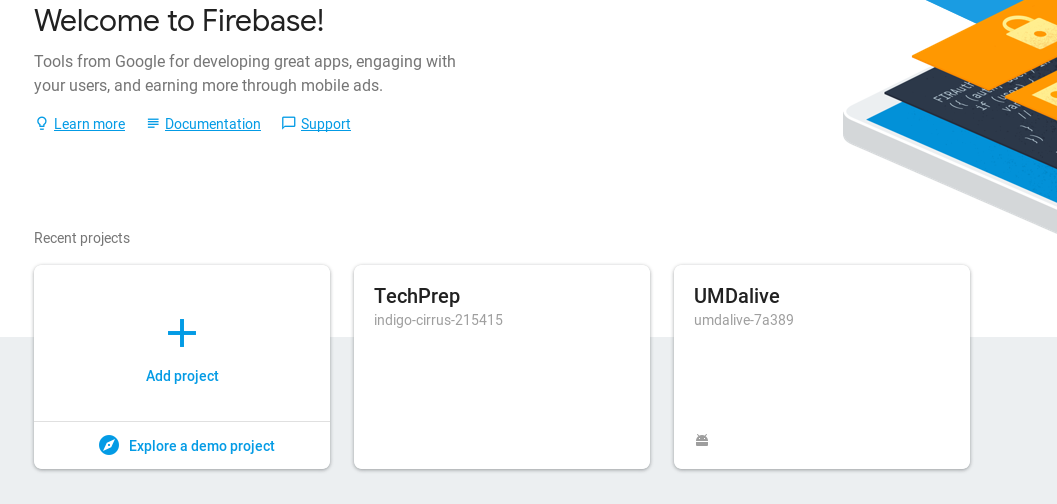 Welcome to Firebase!
Tools from Google for developing great apps, engaging with
your users, and earning more through mobile ads.
Learn more Documentation Support
Recent projects
TechPrep
indigo-cirrus-215415
UMDalive
umdalive-7a389
Add project
Explore a demo project